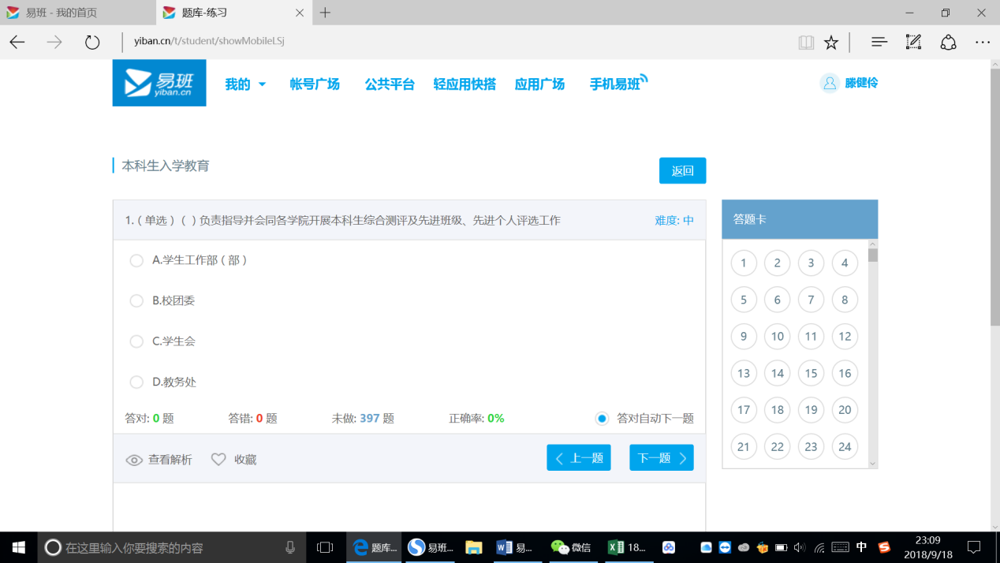 易班 - 我的首页
题库-练习
yiban.cn/t/student/showMobileLSj
易班
yiban.cn
我的 帐号广场 公共平台 轻应用快搭 应用广场 手机易班 滕健伶
本科生入学教育
返回
1. ( 单选 ) ( ) 负责指导并会同各学院开展本科生综合测评及先进班级、先进个人评选工作 难度: 中
A.学生工作部 ( 部 )
B.校团委
C.学生会
D.教务处
答对: 0 题 答错: 0 题 未做: 397 题 正确率: 0% 答对自动下一题
查看解析 收藏 上一题 下一题
答题卡
1 2 3 4
5 6 7 8
9 10 11 12
13 14 15 16
17 18 19 20
21 22 23 24
在这里输入你要搜索的内容
题库... 易班... 易... 微信 18... 中
23:09
2018/9/18